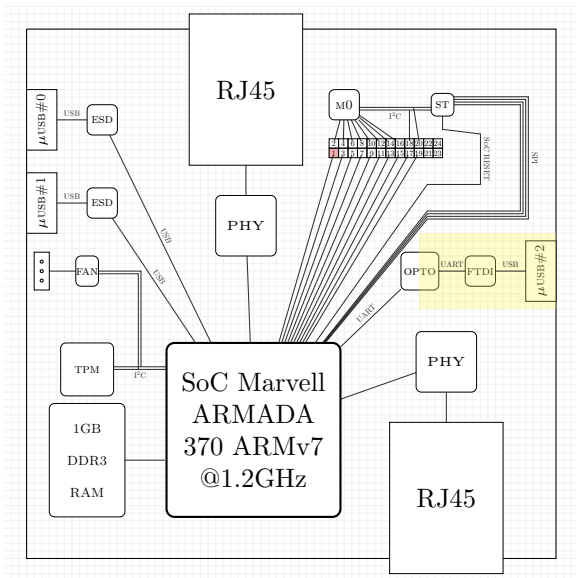 RJ45
M0
ST
I²C
µUSB#0
USB
ESD
2 4 6 8 10 12 14 16 18 20 22 24
1 3 5 7 9 11 13 15 17 19 21 23
SoC RESET
SPI
µUSB#1
USB
ESD
USB
PHY
USB
FAN
OPTO
UART
FTDI
USB
µUSB#2
UART
TPM
I²C
PHY
SoC Marvell
ARMADA
370 ARMv7
@1.2GHz
1GB
DDR3
RAM
RJ45